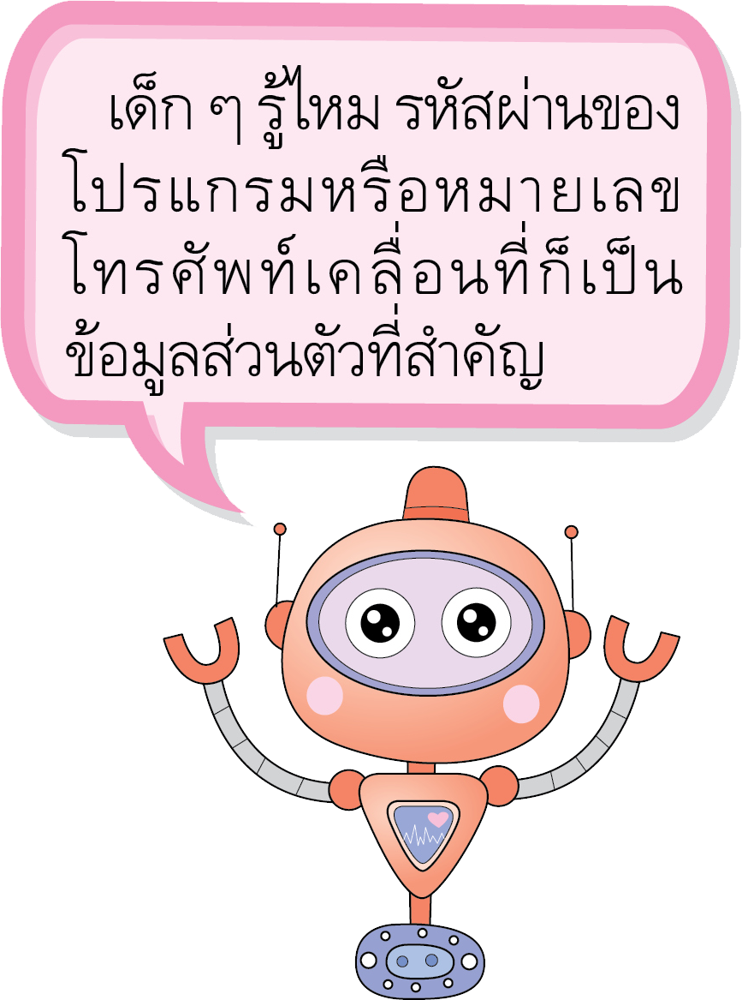 เด็ก ๆ รู้ไหม รหัสผ่านของ
โปรแกรมหรือหมายเลข
โทรศัพท์เคลื่อนที่ก็เป็น
ข้อมูลส่วนตัวที่สำคัญ